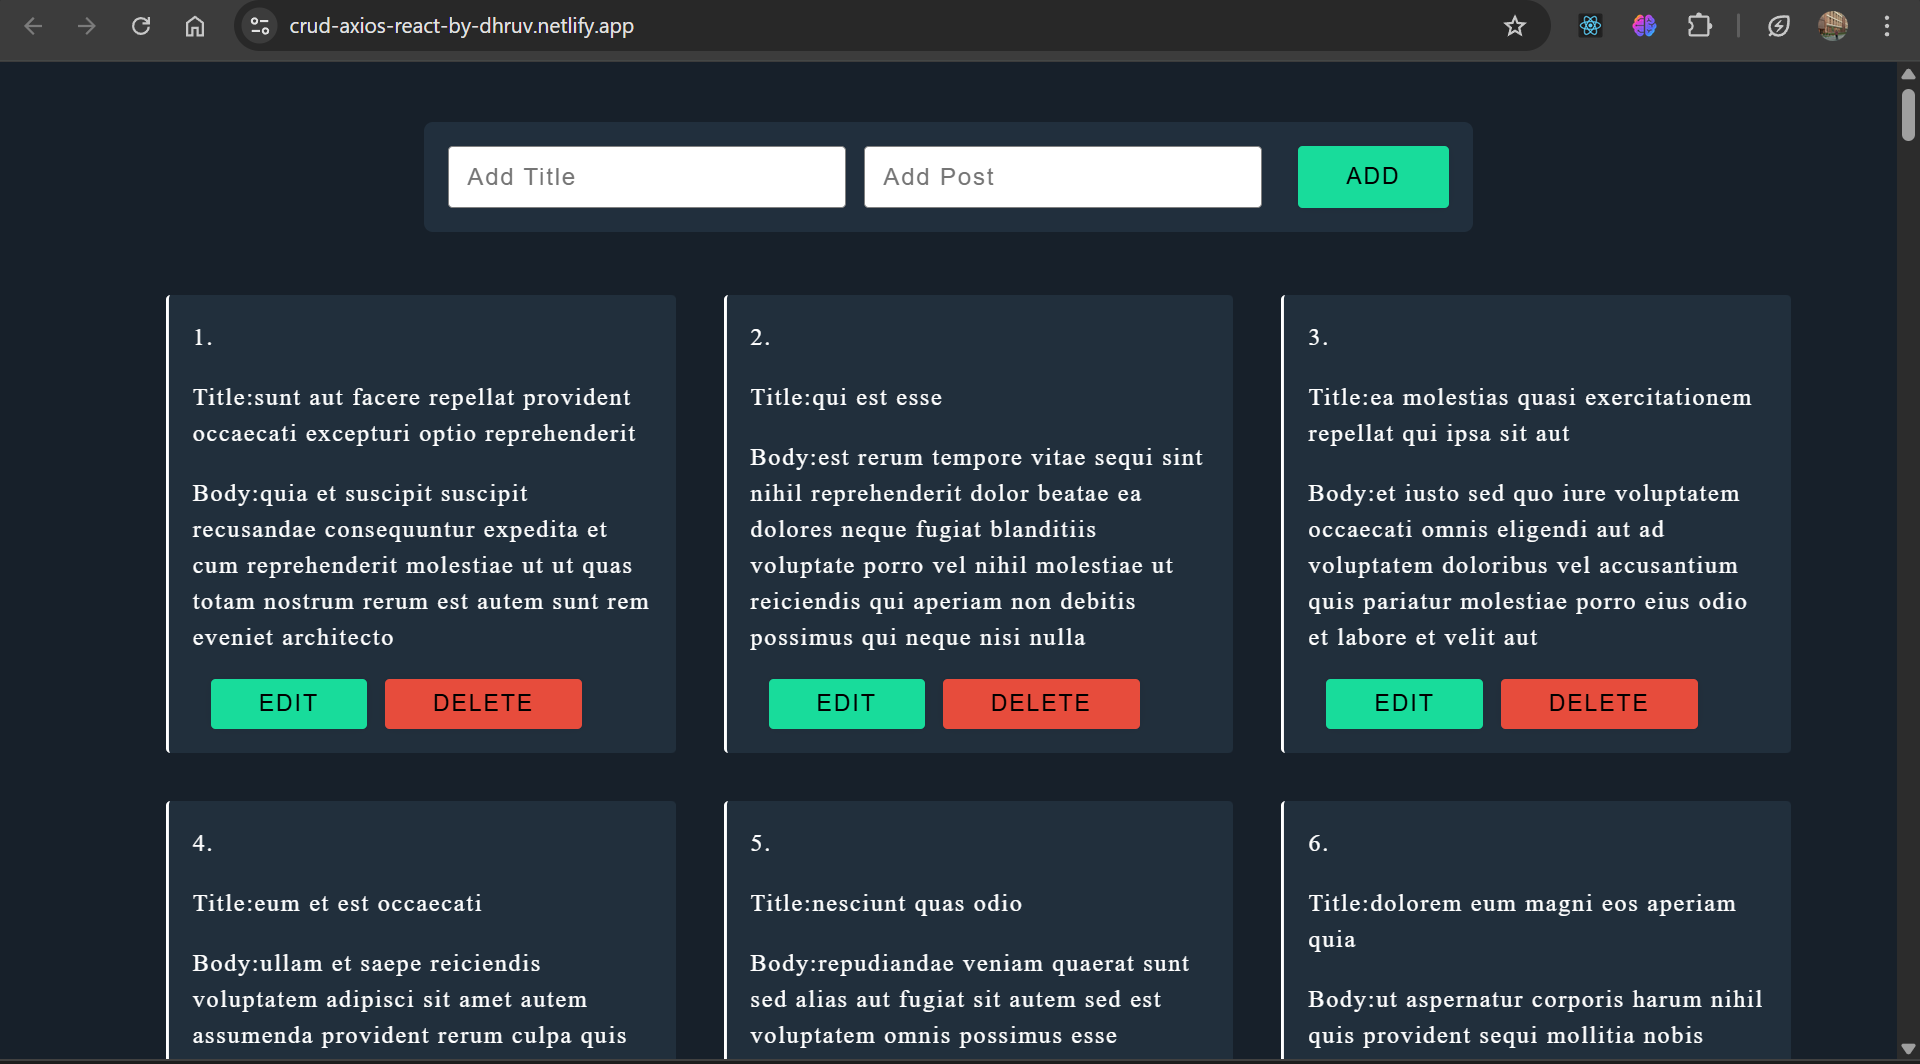 crud-axios-react-by-dhruv.netlify.app
Add Title
Add Post
ADD
1.
Title:sunt aut facere repellat provident
occaecati excepturi optio reprehenderit
Body:quia et suscipit suscipit
recusandae consequuntur expedita et
cum reprehenderit molestiae ut ut quas
totam nostrum rerum est autem sunt rem
eveniet architecto
EDIT
DELETE
2.
Title:qui est esse
Body:est rerum tempore vitae sequi sint
nihil reprehenderit dolor beatae ea
dolores neque fugiat blanditiis
voluptate porro vel nihil molestiae ut
reiciendis qui aperiam non debitis
possimus qui neque nisi nulla
EDIT
DELETE
3.
Title:ea molestias quasi exercitationem
repellat qui ipsa sit aut
Body:et iusto sed quo iure voluptatem
occaecati omnis eligendi aut ad
voluptatem doloribus vel accusantium
quis pariatur molestiae porro eius odio
et labore et velit aut
EDIT
DELETE
4.
Title:eum et est occaecati
Body:ullam et saepe reiciendis
voluptatem adipisci sit amet autem
assumenda provident rerum culpa quis
5.
Title:nesciunt quas odio
Body:repudiandae veniam quaerat sunt
sed alias aut fugiat sit autem sed est
voluptatem omnis possimus esse
6.
Title:dolorem eum magni eos aperiam
quia
Body:ut aspernatur corporis harum nihil
quis provident sequi mollitia nobis